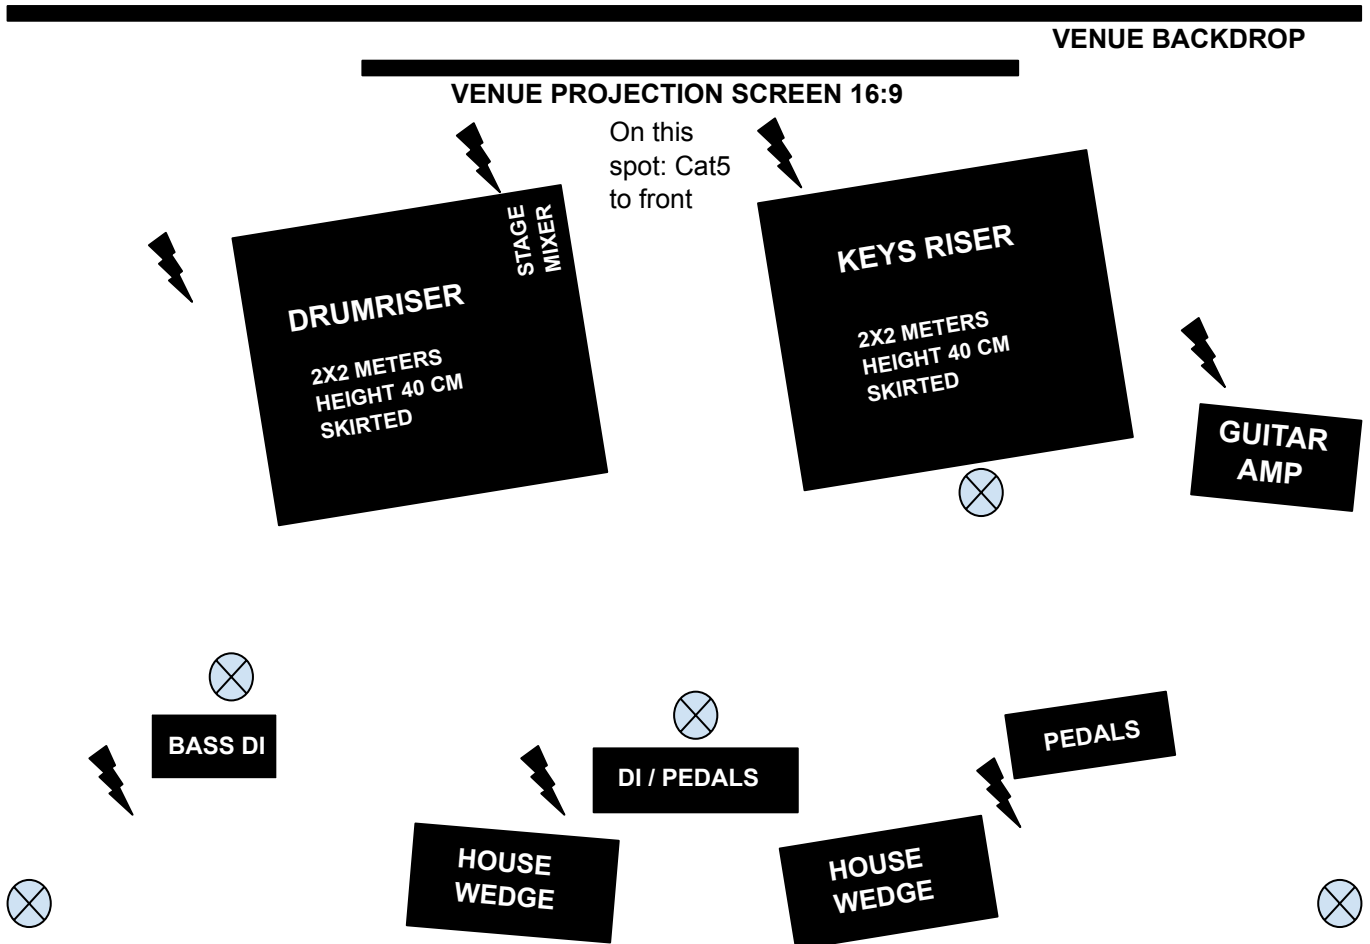 VENUE BACKDROP
VENUE PROJECTION SCREEN 16:9
On this
spot: Cat5
to front
STAGE
MIXER
DRUMRISER
2X2 METERS
HEIGHT 40 CM
SKIRTED
KEYS RISER
2X2 METERS
HEIGHT 40 CM
SKIRTED
GUITAR
AMP
BASS DI
DI / PEDALS
PEDALS
HOUSE
WEDGE
HOUSE
WEDGE